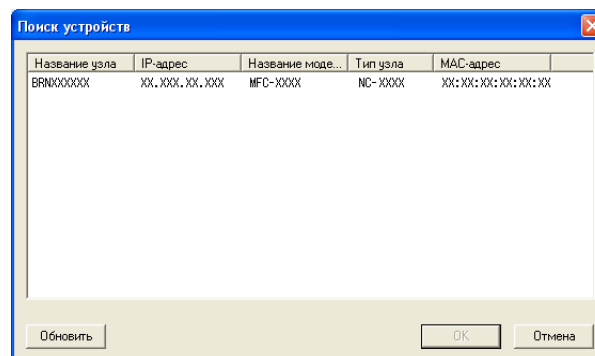 Поиск устройств
Название узла IP-адрес Название моде... Тип узла MAC-адрес
BRNXXXXXX XX.XXX.XX.XXX MFC-XXXX NC-XXXX XX:XX:XX:XX:XX:XX
Обновить OK Отмена